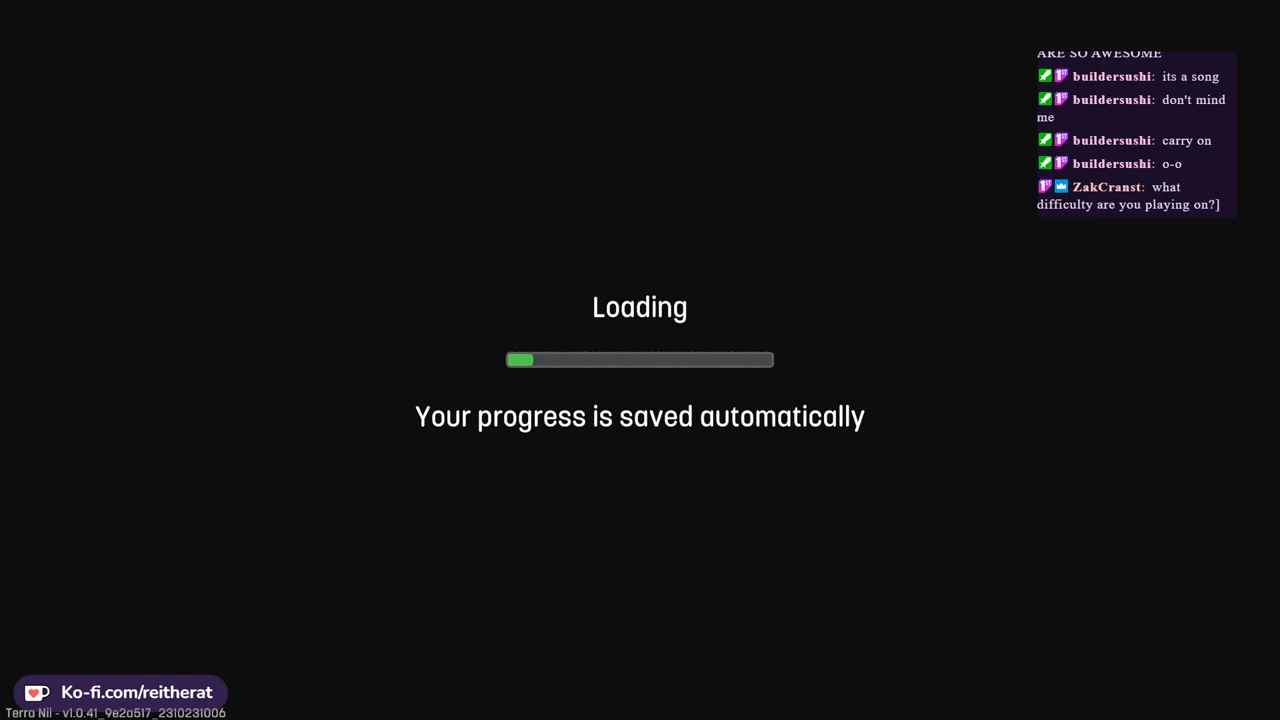 ARE SO AWESOME
buildersushi: its a song
buildersushi: don't mind
me
buildersushi: carry on
buildersushi: o-o
ZakCranst: what
difficulty are you playing on?]
Loading
Your progress is saved automatically
Ko-fi.com/reitherat
Terra Nil - v1.0.41_9e2a517_2310231006